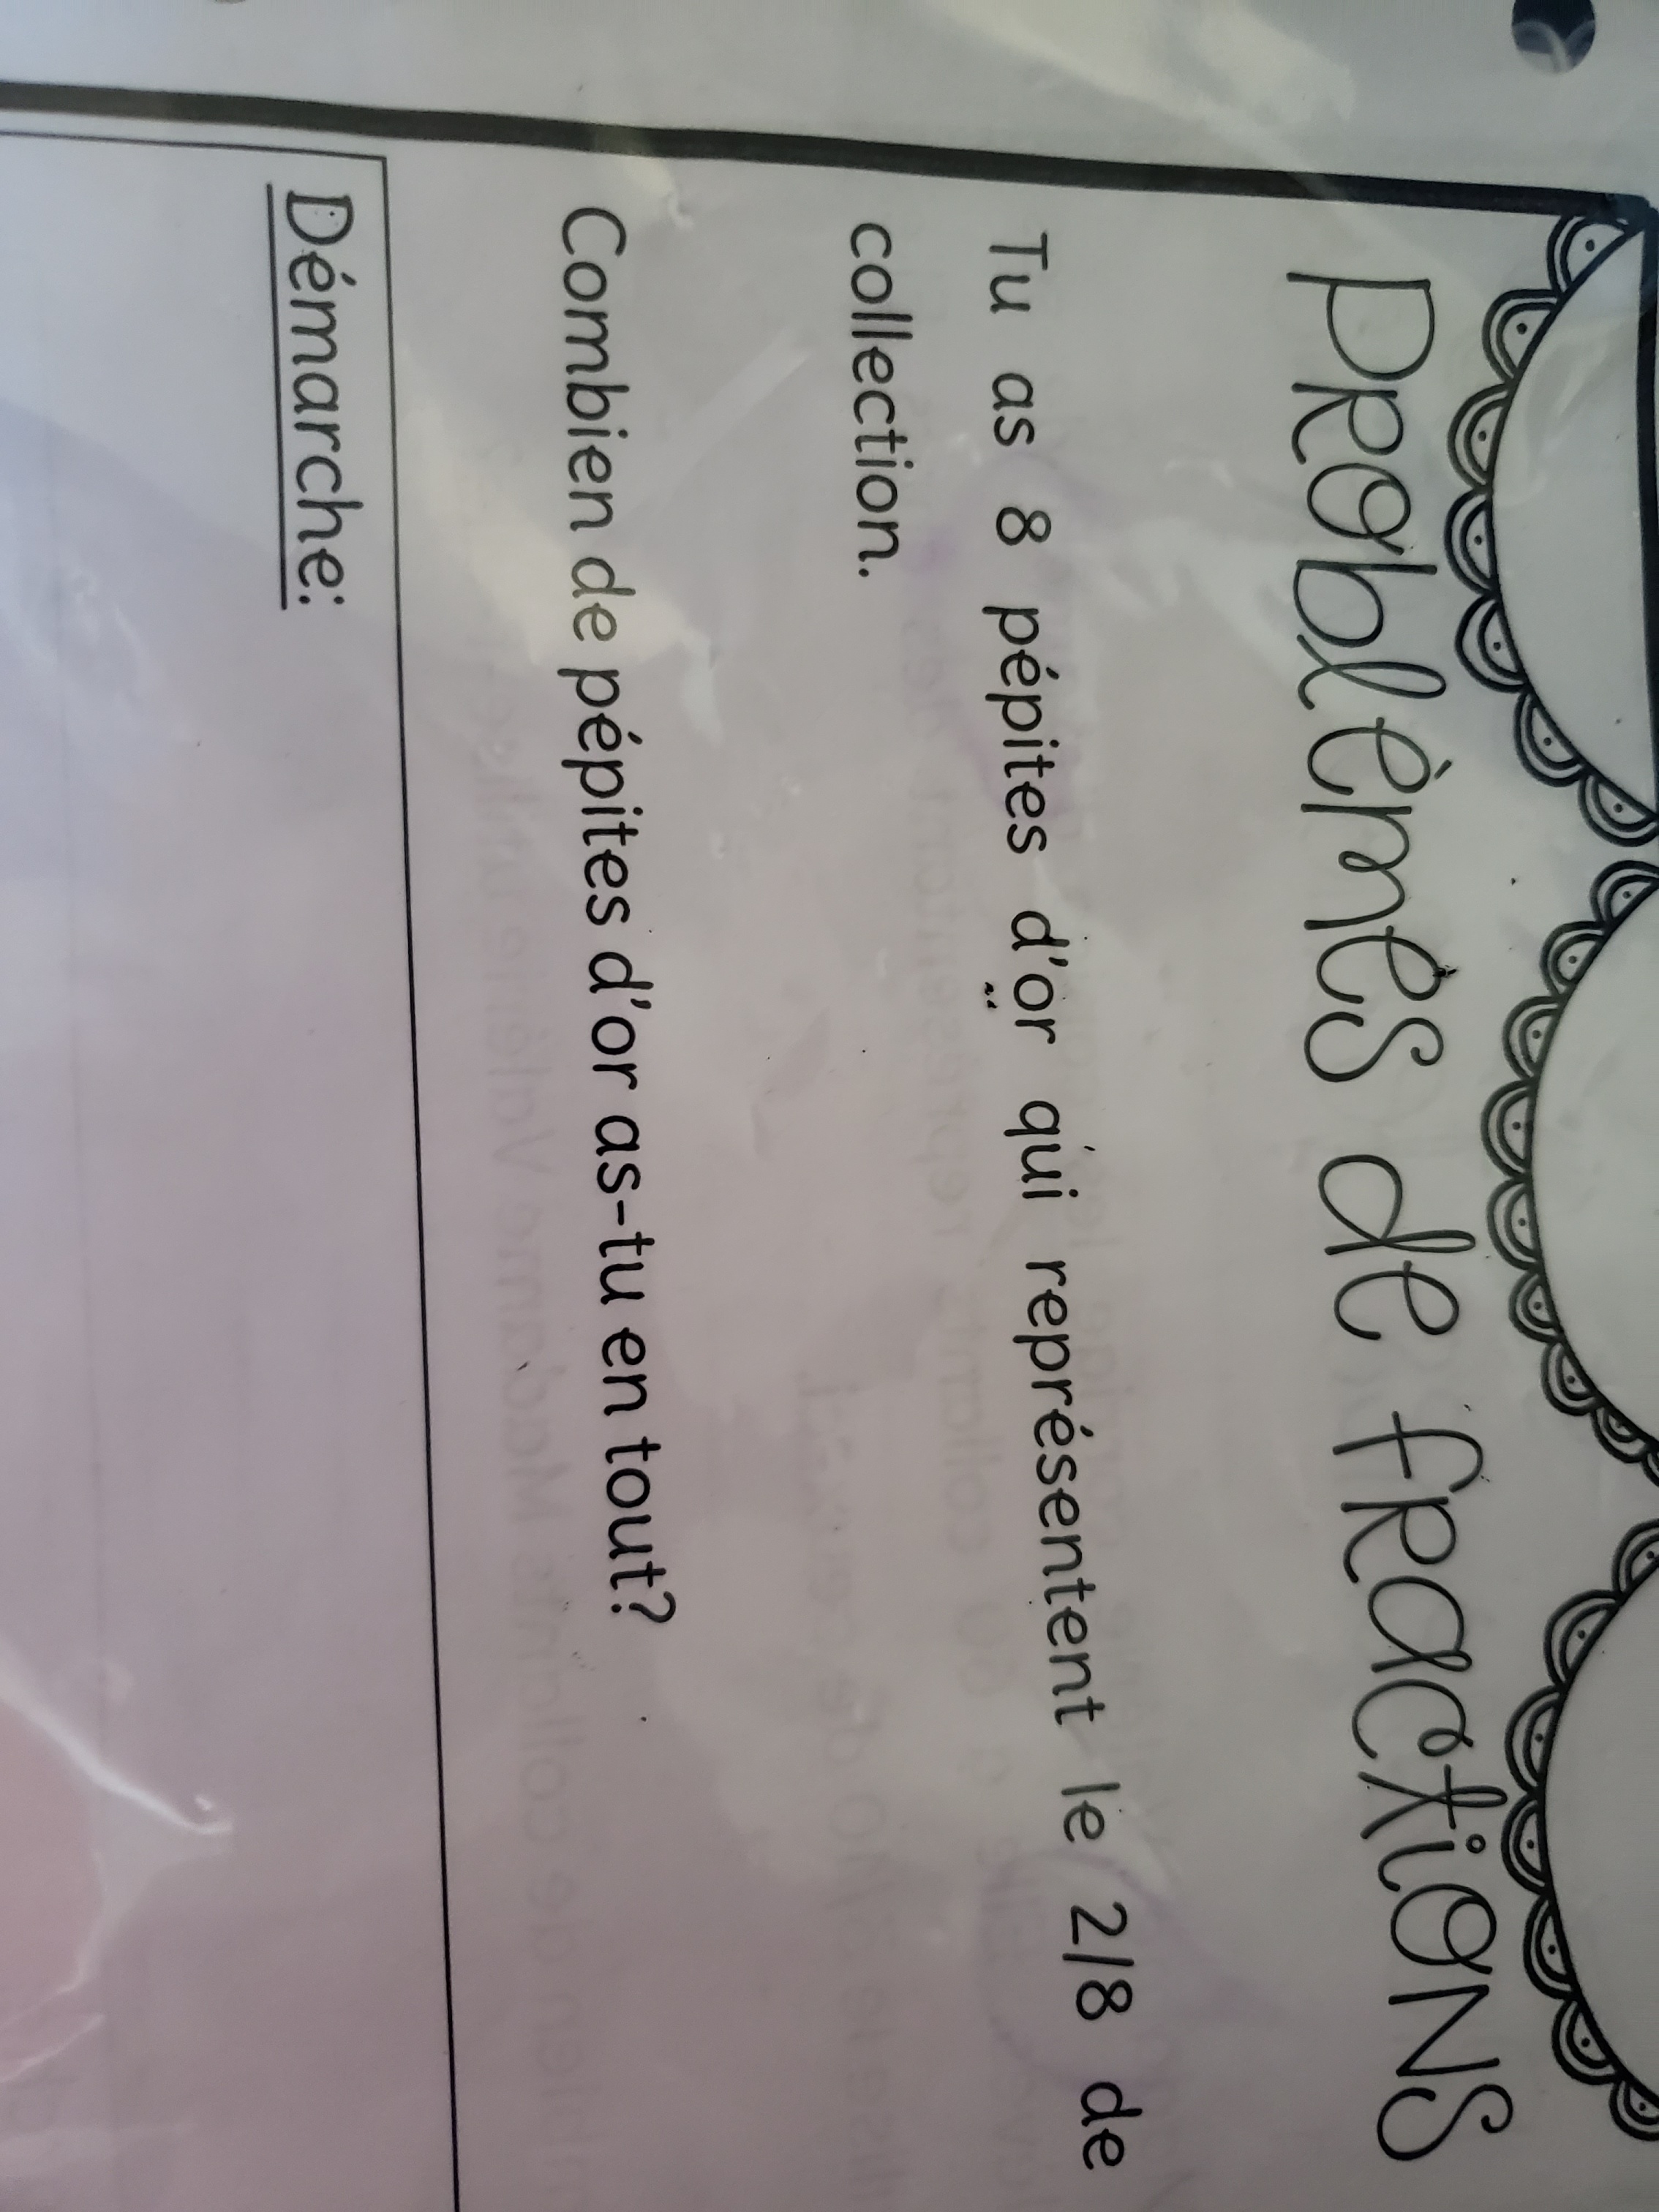 Problèmes de fractions
Tu as 8 pépites d'or qui représentent le 2/8 de
collection.
Combien de pépites d'or as-tu en tout?
Démarche: